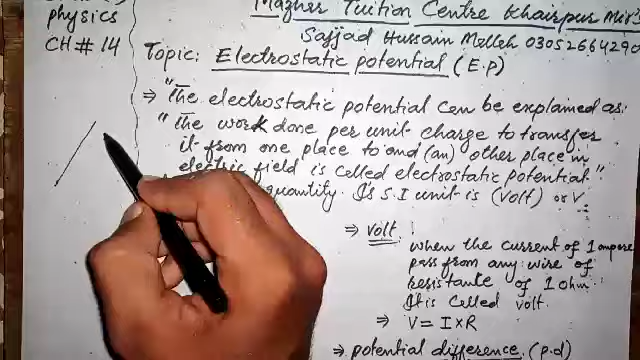 physics
CH # 14
Mazhar Tuition Centre Khairpur Mir's
Sajjad Hussain Melleh 0305266429
Topic: Electrostatic potential (E.p)
⇒ "The electrostatic potential can be explained as:
"The work done per unit charge to transfer
it from one place to and (an) other place in
electric field is called electrostatic potential"
quantity. Its S.I unit is (Volt) or V.
⇒ volt:
when the current of 1 ampere
pass from any wire of
resistance of 1 ohm.
It is called volt.
⇒ V = I×R
⇒ potential difference (p.d)